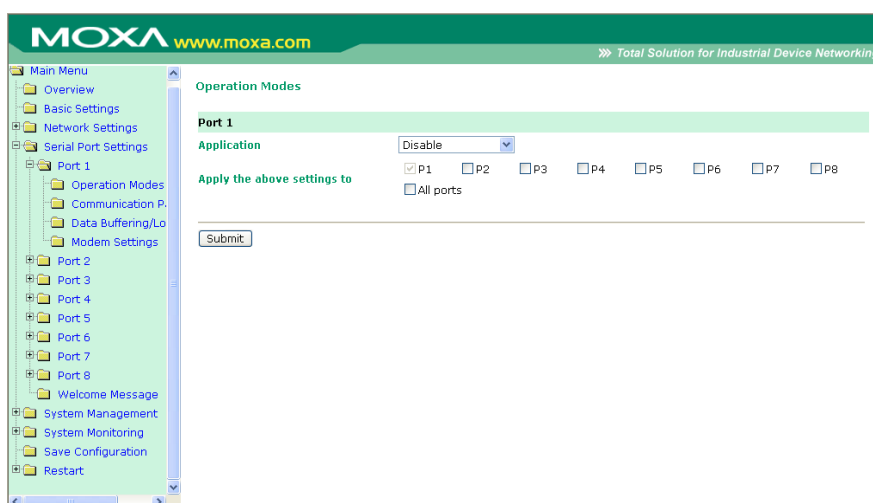 MOXA www.moxa.com
Total Solution for Industrial Device Networkin
Main Menu
Overview
Basic Settings
Network Settings
Serial Port Settings
Port 1
Operation Modes
Communication P
Data Buffering/Lo
Modem Settings
Port 2
Port 3
Port 4
Port 5
Port 6
Port 7
Port 8
Welcome Message
System Management
System Monitoring
Save Configuration
Restart
Operation Modes
Port 1
Application Disable
Apply the above settings to P1 P2 P3 P4 P5 P6 P7 P8
All ports
Submit